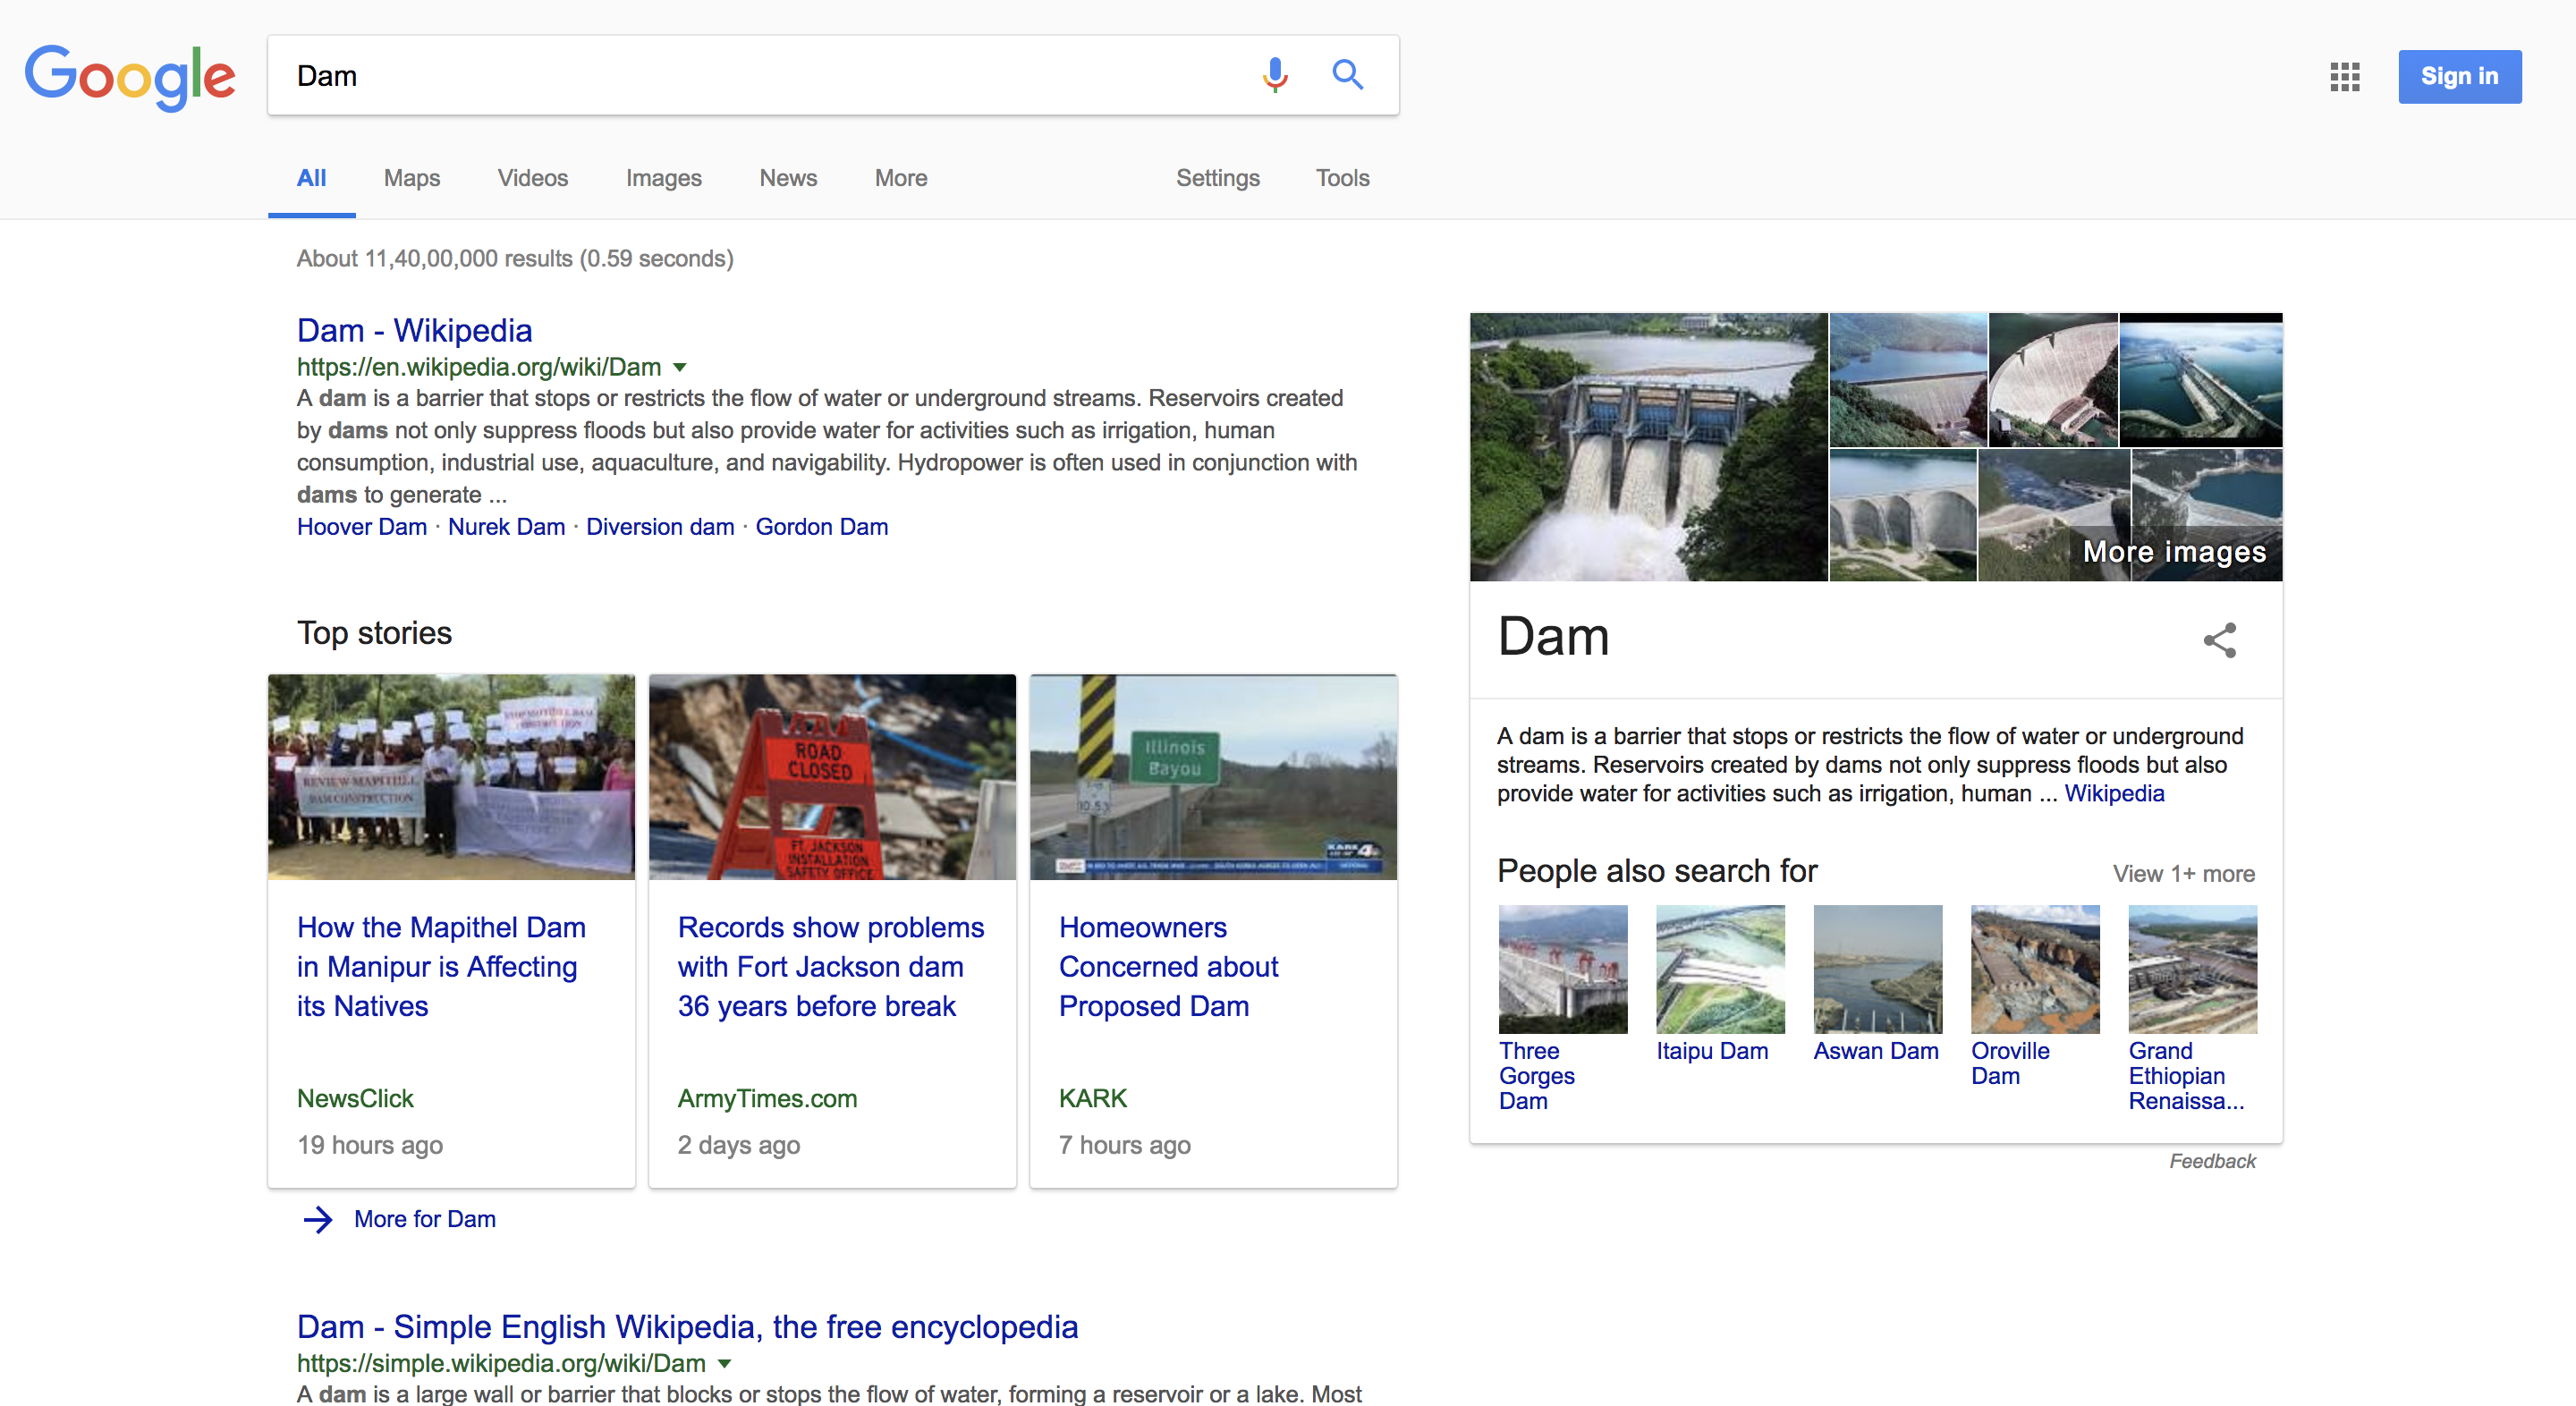 Google
Dam
Sign in
All
Maps
Videos
Images
News
More
Settings
Tools
About 11,40,00,000 results (0.59 seconds)
Dam - Wikipedia
https://en.wikipedia.org/wiki/Dam
A dam is a barrier that stops or restricts the flow of water or underground streams. Reservoirs created
by dams not only suppress floods but also provide water for activities such as irrigation, human
consumption, industrial use, aquaculture, and navigability. Hydropower is often used in conjunction with
dams to generate ...
Hoover Dam · Nurek Dam · Diversion dam · Gordon Dam
Top stories
REVIEW MAPITHEL
DAM CONSTRUCTION
How the Mapithel Dam
in Manipur is Affecting
its Natives
NewsClick
19 hours ago
ROAD
CLOSED
FT. JACKSON
INSTALLATION
SAFETY OFFICE
Records show problems
with Fort Jackson dam
36 years before break
ArmyTimes.com
2 days ago
Illinois
Bayou
10.53
KARK 4
Homeowners
Concerned about
Proposed Dam
KARK
7 hours ago
More for Dam
Dam - Simple English Wikipedia, the free encyclopedia
https://simple.wikipedia.org/wiki/Dam
A dam is a large wall or barrier that blocks or stops the flow of water, forming a reservoir or a lake. Most
More images
Dam
A dam is a barrier that stops or restricts the flow of water or underground
streams. Reservoirs created by dams not only suppress floods but also
provide water for activities such as irrigation, human ... Wikipedia
People also search for
View 1+ more
Three
Gorges
Dam
Itaipu Dam
Aswan Dam
Oroville
Dam
Grand
Ethiopian
Renaissa...
Feedback